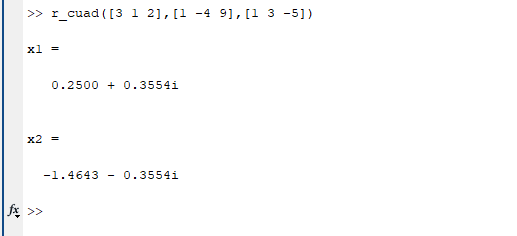 >> r_cuad([3 1 2],[1 -4 9],[1 3 -5])
x1 =
0.2500 + 0.3554i
x2 =
-1.4643 - 0.3554i
fx >>